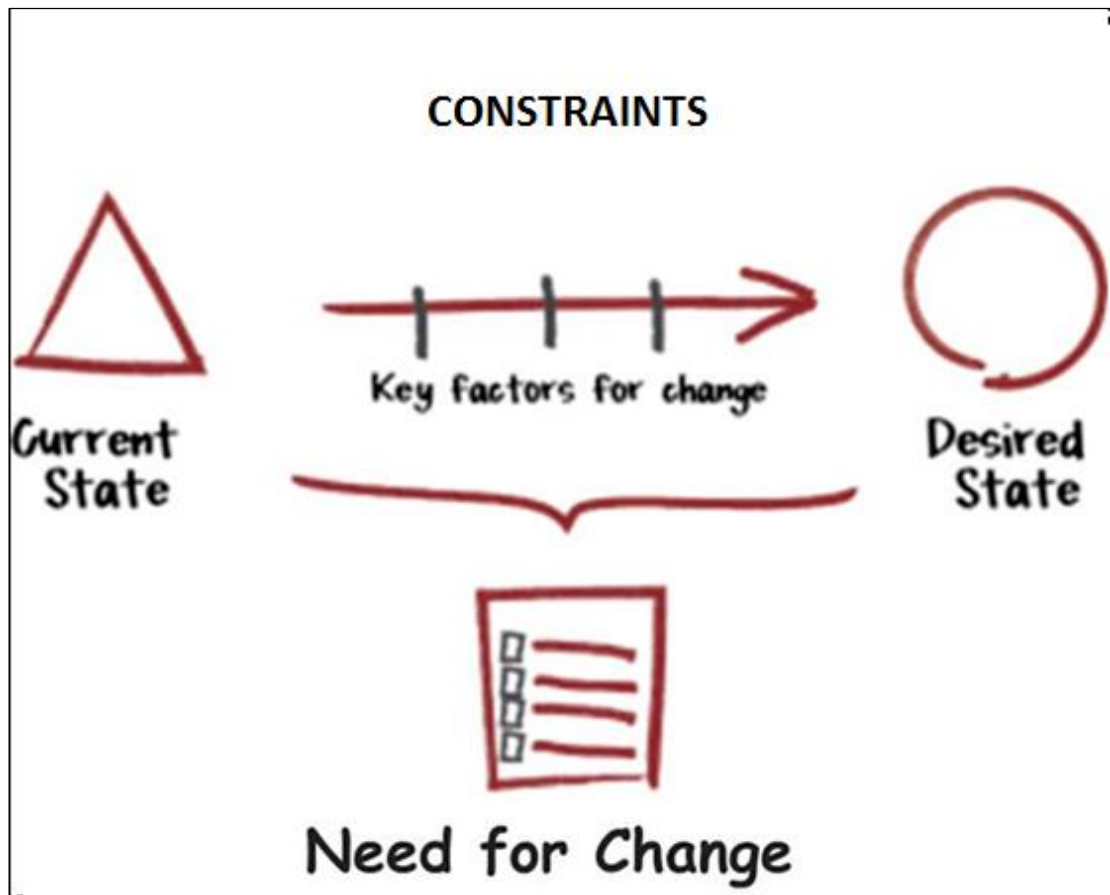 CONSTRAINTS
Key factors for change
Current
State
Desired
State
Need for Change